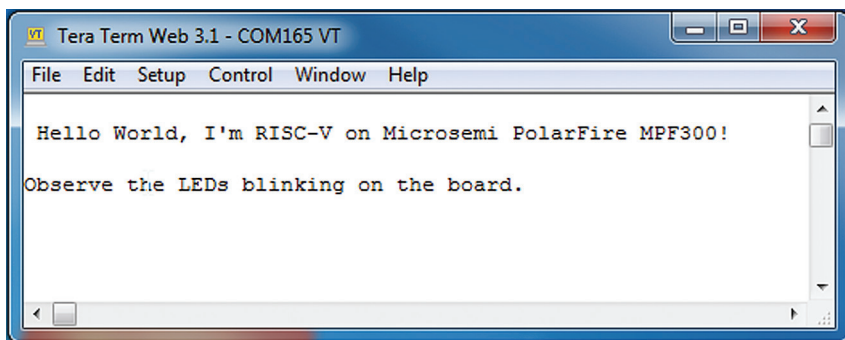 VT Tera Term Web 3.1 - COM165 VT
File Edit Setup Control Window Help
Hello World, I'm RISC-V on Microsemi PolarFire MPF300!
Observe the LEDs blinking on the board.